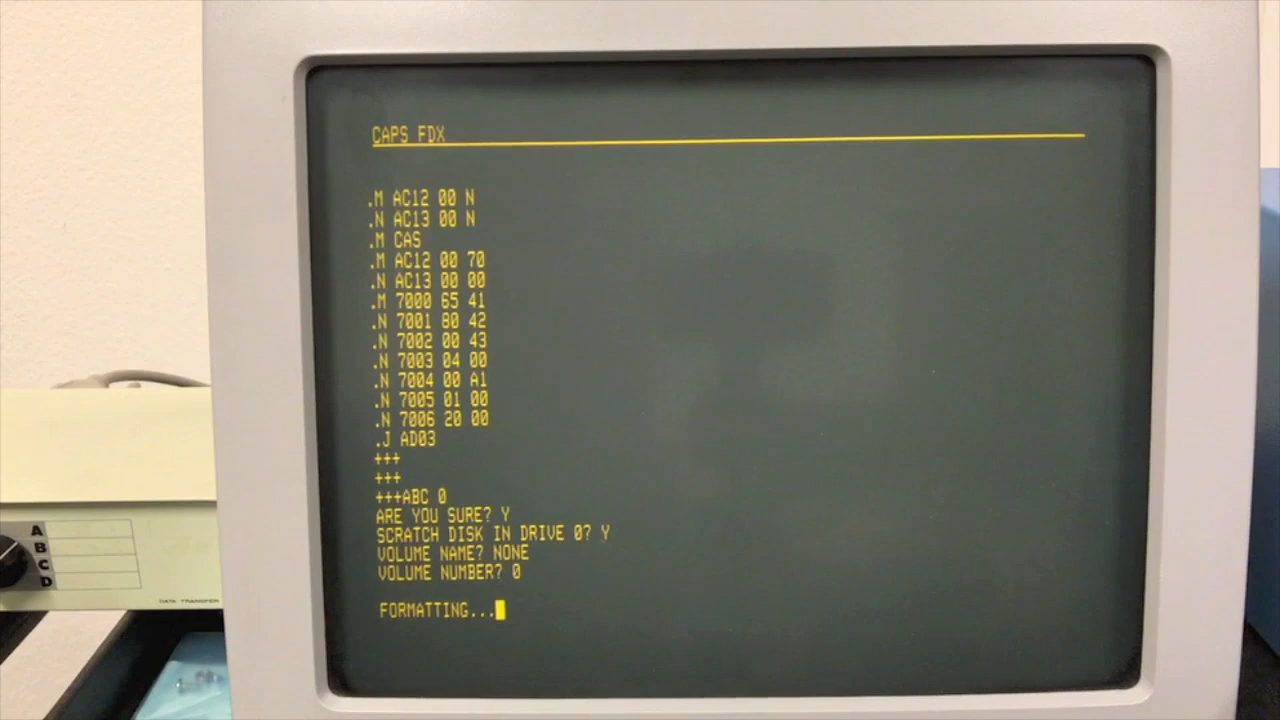 CAPS FDX
.M AC12 00 N
.N AC13 00 N
.M CAS
.M AC12 00 70
.N AC13 00 00
.M 7000 65 41
.N 7001 80 42
.N 7002 00 43
.N 7003 04 00
.N 7004 00 A1
.N 7005 01 00
.N 7006 20 00
.J AD03
+++
+++
+++ABC 0
ARE YOU SURE? Y
SCRATCH DISK IN DRIVE 0? Y
VOLUME NAME? NONE
VOLUME NUMBER? 0
FORMATTING...
A
B
C
D
DATA TRANSFER